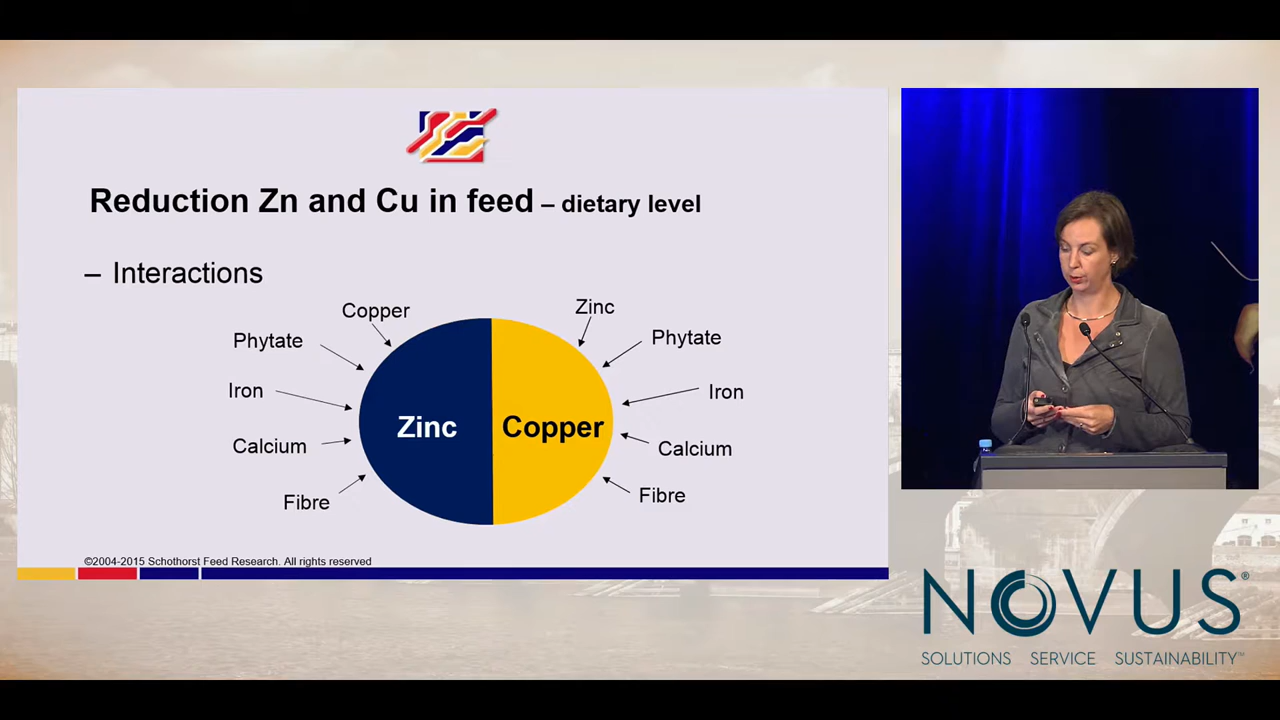 Reduction Zn and Cu in feed – dietary level
– Interactions
Copper
Phytate
Iron
Calcium
Fibre
Zinc
Copper
Zinc
Phytate
Iron
Calcium
Fibre
©2004-2015 Schothorst Feed Research. All rights reserved
NOVUS®
SOLUTIONS SERVICE SUSTAINABILITY™